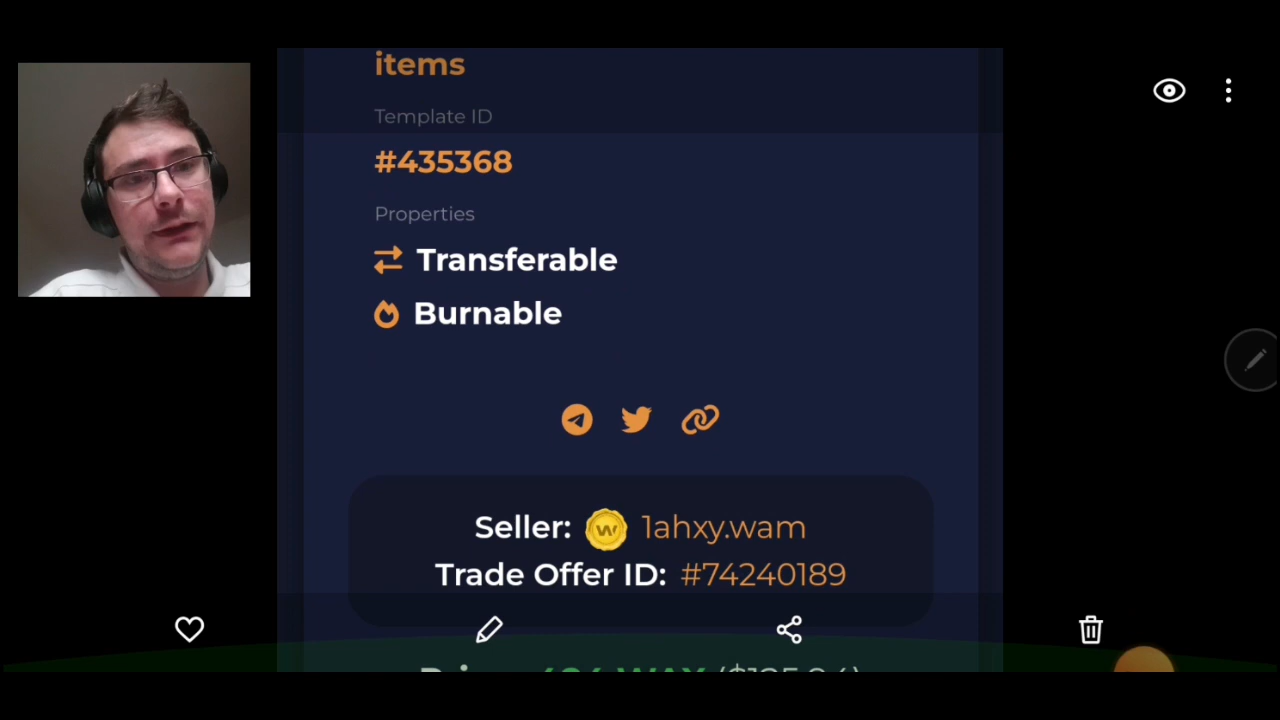 items
Template ID
#435368
Properties
Transferable
Burnable
Seller: W 1ahxy.wam
Trade Offer ID: #74240189